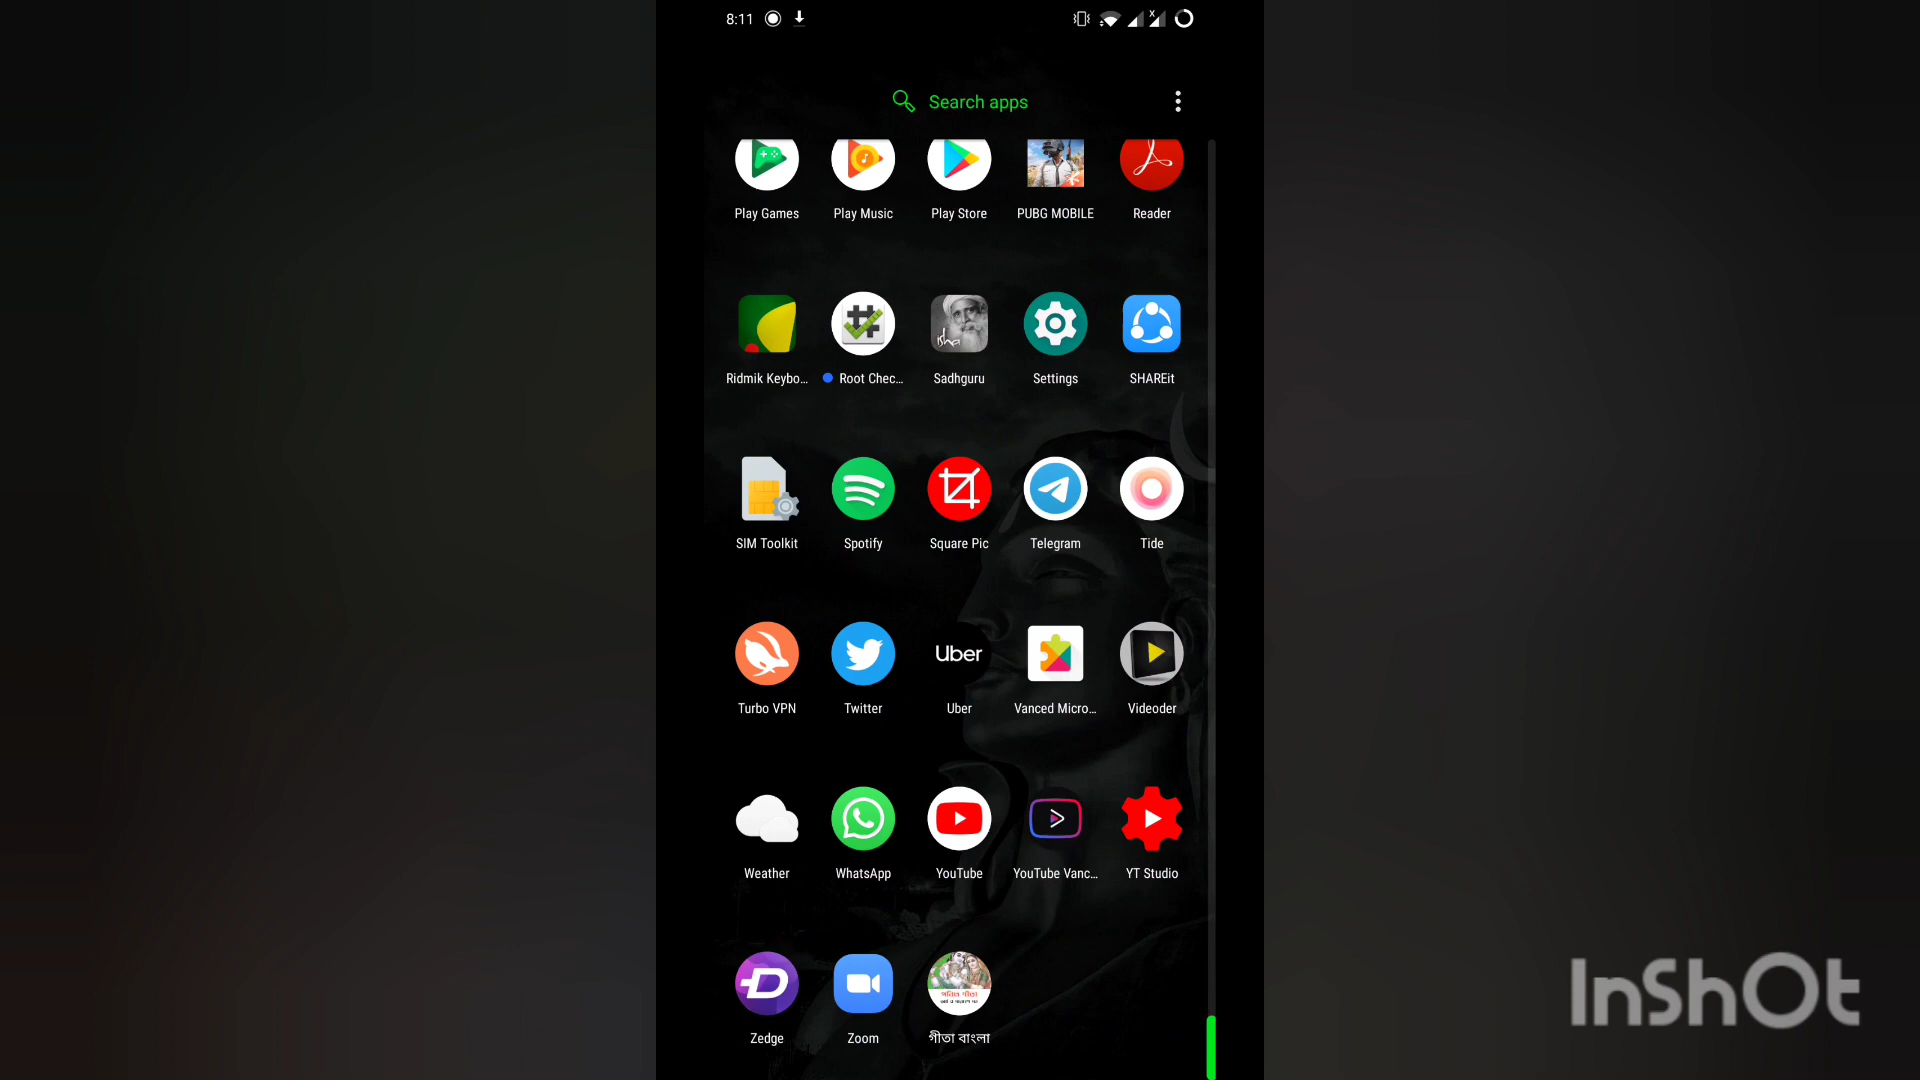 8:11
Search apps
Play Games Play Music Play Store PUBG MOBILE Reader
isha
Ridmik Keybo... Root Chec... Sadhguru Settings SHAREit
SIM Toolkit Spotify Square Pic Telegram Tide
Uber
Turbo VPN Twitter Uber Vanced Micro... Videoder
Weather WhatsApp YouTube YouTube Vanc... YT Studio
Zedge Zoom গীতা বাংলা
InShOt